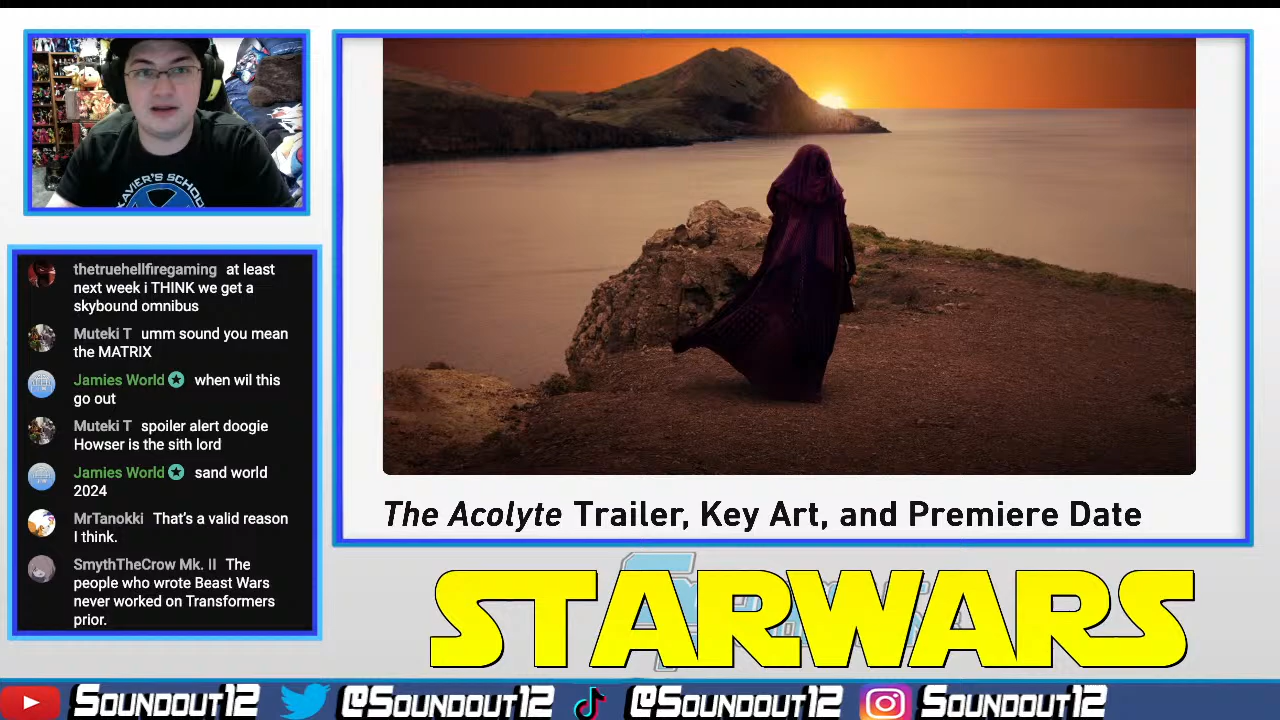 XAVIER'S SCHOO
thetruehellfiregaming at least
next week i THINK we get a
skybound omnibus
Muteki T umm sound you mean
the MATRIX
Jamies World when wil this
go out
Muteki T spoiler alert doogie
Howser is the sith lord
Jamies World sand world
2024
MrTanokki That's a valid reason
I think.
SmythTheCrow Mk. II The
people who wrote Beast Wars
never worked on Transformers
prior.
The Acolyte Trailer, Key Art, and Premiere Date
STARWARS
Soundout12 @Soundout12 @Soundout12 Soundout12